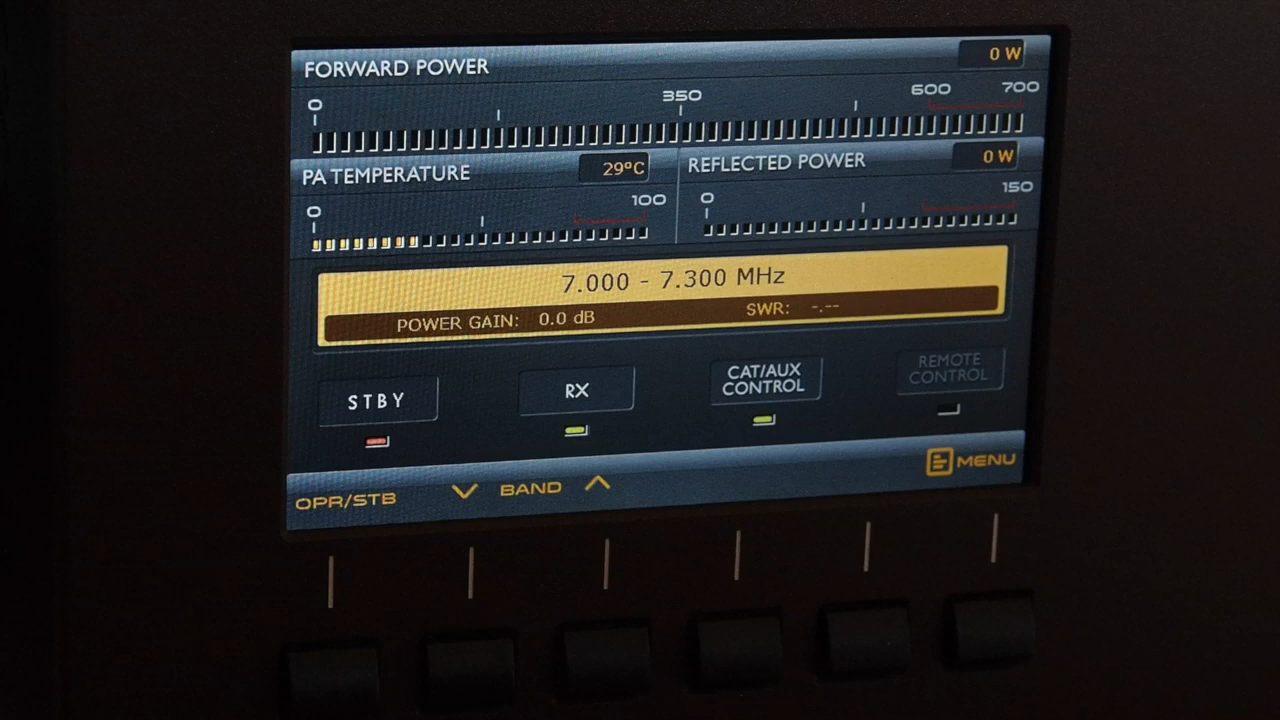 FORWARD POWER 0 W
0 350 600 700
PA TEMPERATURE 29°C
0 100
REFLECTED POWER 0 W
0 150
7.000 - 7.300 MHz
POWER GAIN: 0.0 dB SWR: -.--
STBY
RX
CAT/AUX
CONTROL
REMOTE
CONTROL
OPR/STB BAND MENU